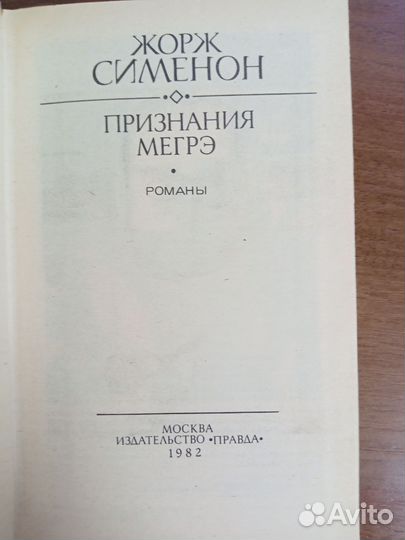 ЖОРЖ
СИМЕНОН
ПРИЗНАНИЯ
МЕГРЭ
РОМАНЫ
МОСКВА
ИЗДАТЕЛЬСТВО «ПРАВДА»
1982
Avito